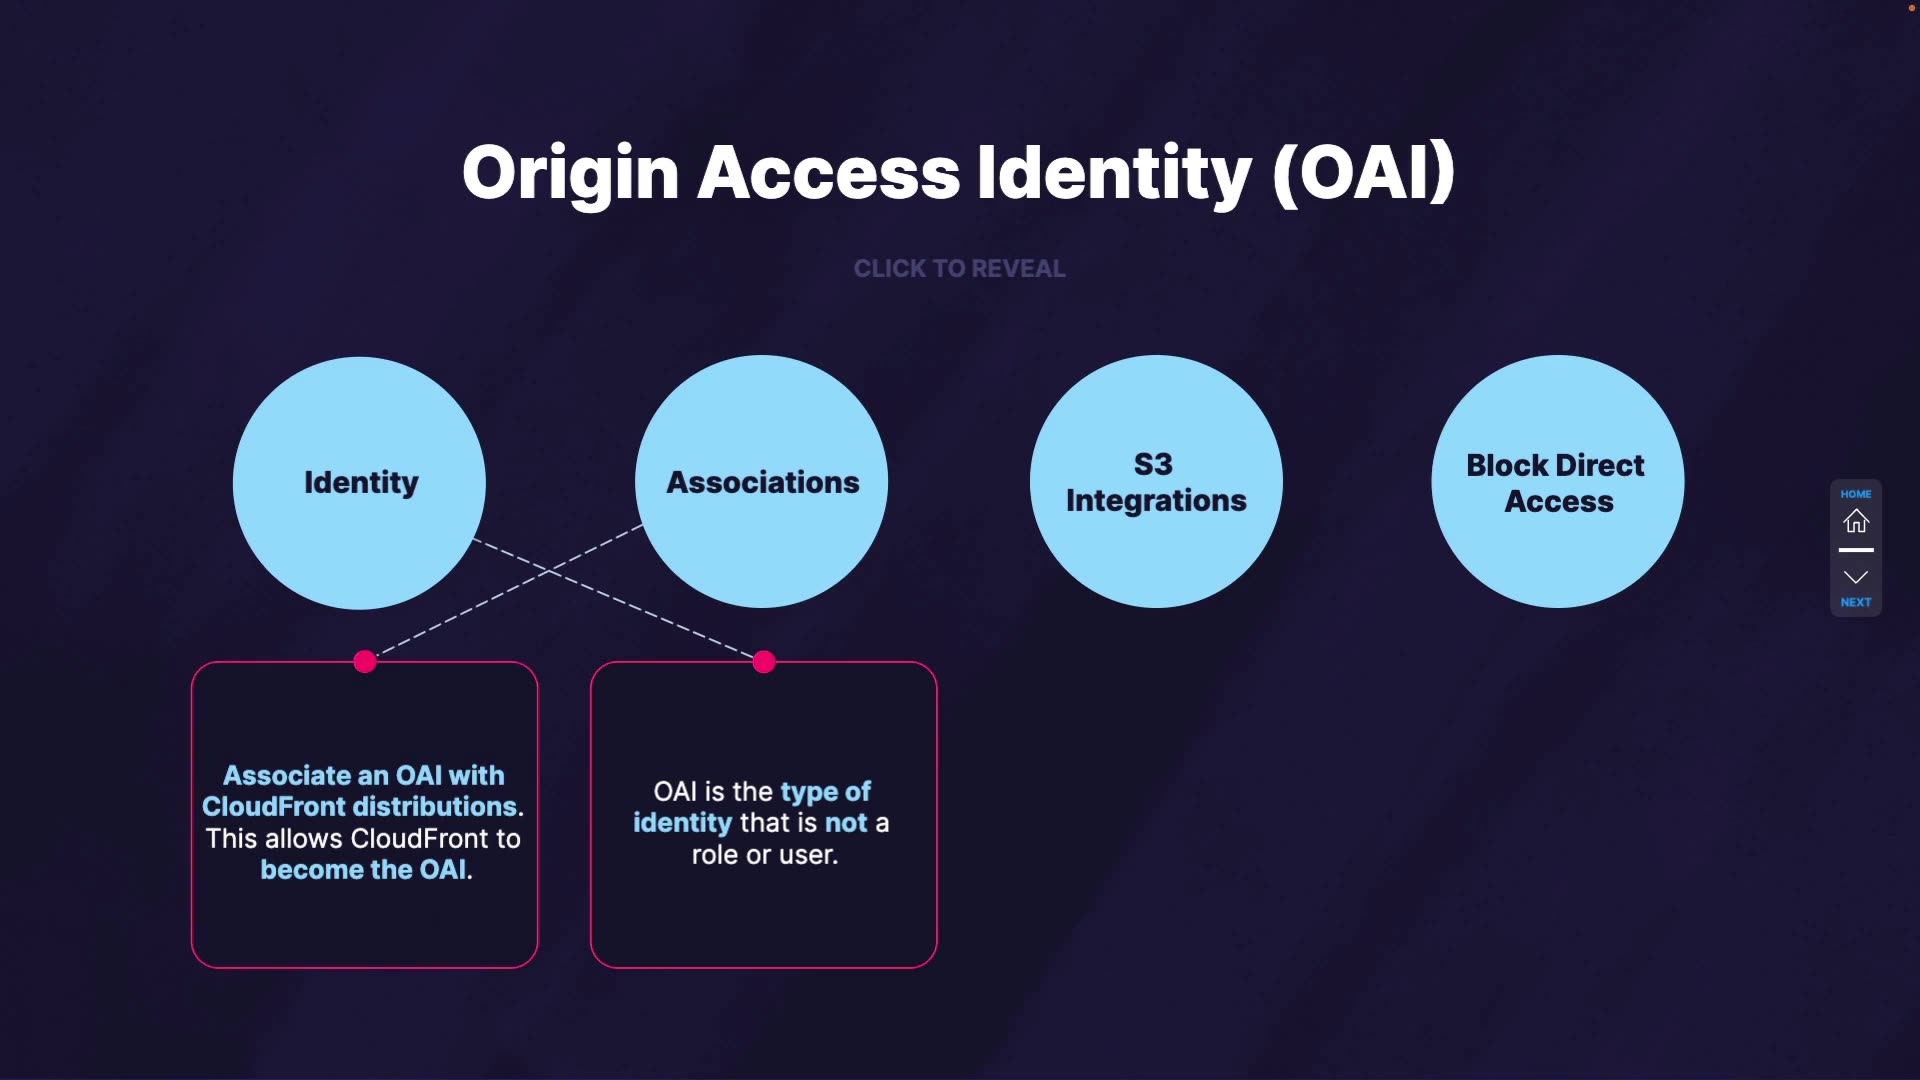 Origin Access Identity (OAI)
CLICK TO REVEAL
Identity
Associations
S3
Integrations
Block Direct
Access
HOME
NEXT
Associate an OAI with
CloudFront distributions.
This allows CloudFront to
become the OAI.
OAI is the type of
identity that is not a
role or user.